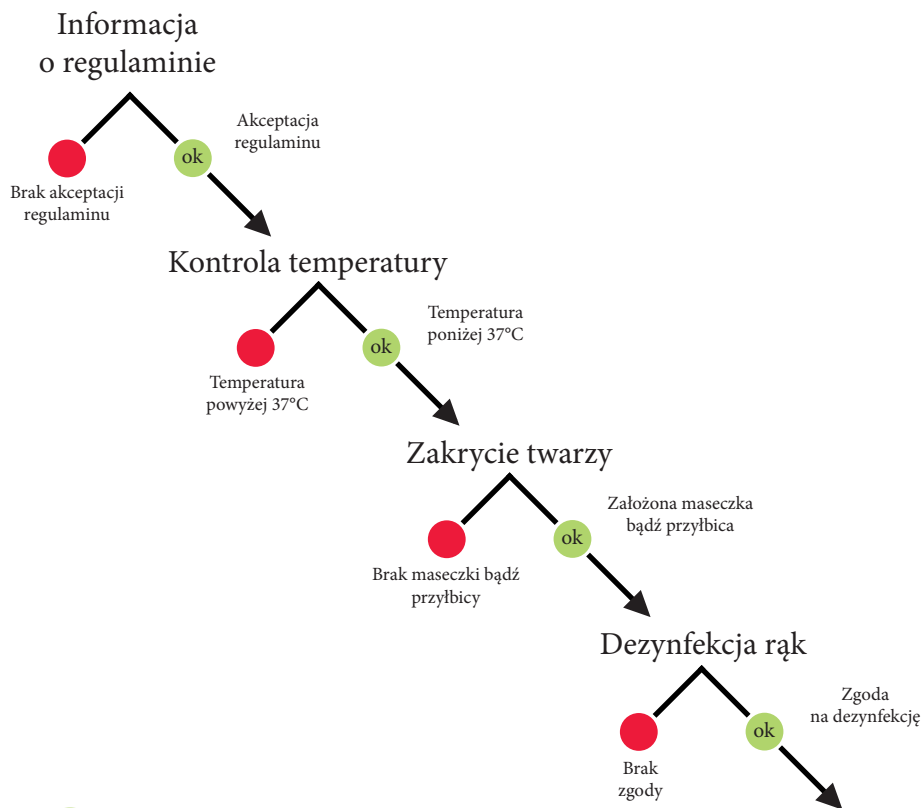 Informacja
o regulaminie
ok
Akceptacja
regulaminu
Brak akceptacji
regulaminu
Kontrola temperatury
ok
Temperatura
poniżej 37°C
Temperatura
powyżej 37°C
Zakrycie twarzy
ok
Założona maseczka
bądź przyłbica
Brak maseczki bądź
przyłbicy
Dezynfekcja rąk
ok
Zgoda
na dezynfekcję
Brak
zgody